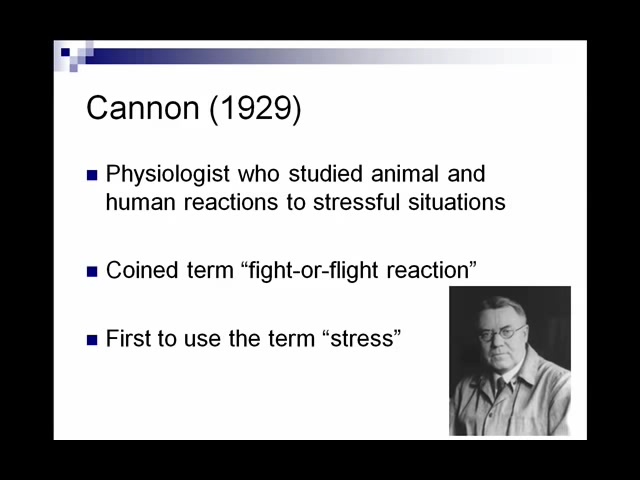 Cannon (1929)
Physiologist who studied animal and
human reactions to stressful situations
Coined term “fight-or-flight reaction”
First to use the term “stress”